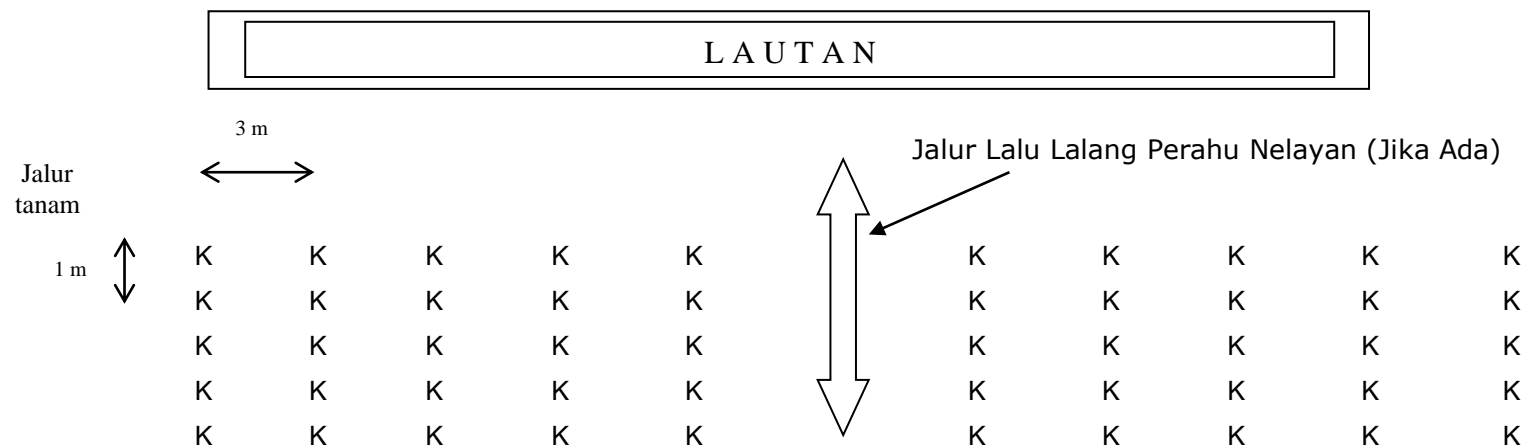 L A U T A N
3 m
Jalur Lalu Lalang Perahu Nelayan (Jika Ada)
Jalur
tanam
1 m
K K K K K K K K K K
K K K K K K K K K K
K K K K K K K K K K
K K K K K K K K K K
K K K K K K K K K K